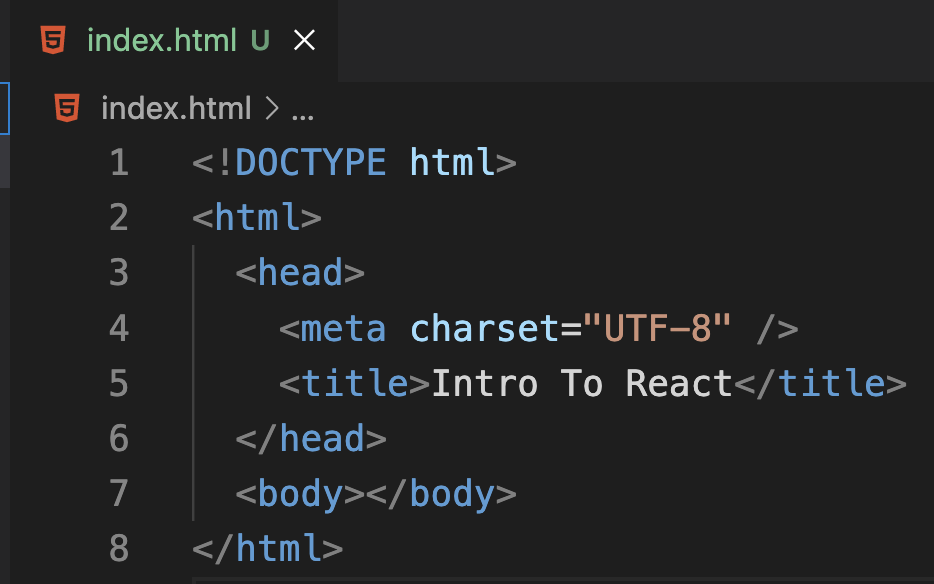 index.html U ×
index.html > ...
1 <!DOCTYPE html>
2 <html>
3 <head>
4 <meta charset="UTF-8" />
5 <title>Intro To React</title>
6 </head>
7 <body></body>
8 </html>